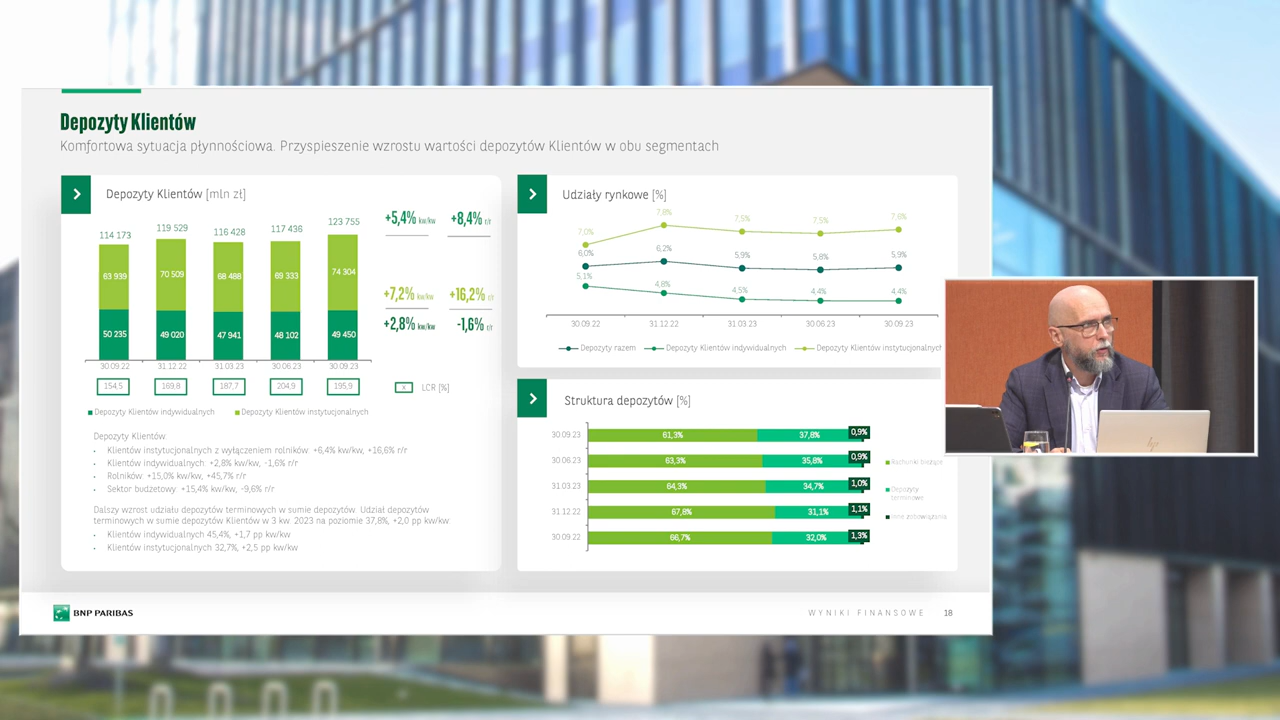 Depozyty Klientów
Komfortowa sytuacja płynnościowa. Przyspieszenie wzrostu wartości depozytów Klientów w obu segmentach
Depozyty Klientów [mln zł]
114 173
119 529
116 428
117 436
123 755
63 939
70 509
68 488
69 333
74 304
50 235
49 020
47 941
48 102
49 450
30 09 22
31 12 22
31 03 23
30 06 23
30 09 23
154,5
169,8
187,7
204,9
195,9
x LCR [%]
+5,4% kw/kw
+8,4% r/r
+7,2% kw/kw
+16,2% r/r
+2,8% kw/kw
-1,6% r/r
Depozyty Klientów indywidualnych
Depozyty Klientów instytucjonalnych
Depozyty Klientów:
• Klientów instytucjonalnych z wyłączeniem rolników: +6,4% kw/kw, +16,6% r/r
• Klientów indywidualnych: +2,8% kw/kw, -1,6% r/r
• Rolników: +15,0% kw/kw, +45,7% r/r
• Sektor budżetowy: +15,4% kw/kw, -9,6% r/r
Dalszy wzrost udziału depozytów terminowych w sumie depozytów. Udział depozytów
terminowych w sumie depozytów Klientów w 3 kw. 2023 na poziomie 37,8%, +2,0 pp kw/kw:
• Klientów indywidualnych 45,4%, +1,7 pp kw/kw
• Klientów instytucjonalnych 32,7%, +2,5 pp kw/kw
Udziały rynkowe [%]
7,0%
7,8%
7,5%
7,5%
7,6%
6,0%
6,2%
5,9%
5,8%
5,9%
5,1%
4,8%
4,5%
4,4%
4,4%
30 09 22
31 12 22
31 03 23
30 06 23
30 09 23
Depozyty razem
Depozyty Klientów indywidualnych
Depozyty Klientów instytucjonalnych
Struktura depozytów [%]
30 09 23 61,3% 37,8% 0,9%
30 06 23 63,3% 35,8% 0,9%
31 03 23 64,3% 34,7% 1,0%
31 12 22 67,8% 31,1% 1,1%
30 09 22 66,7% 32,0% 1,3%
Rachunki bieżące
Depozyty
terminowe
Inne zobowiązania
BNP PARIBAS
WYNIKI FINANSOWE 18
hp